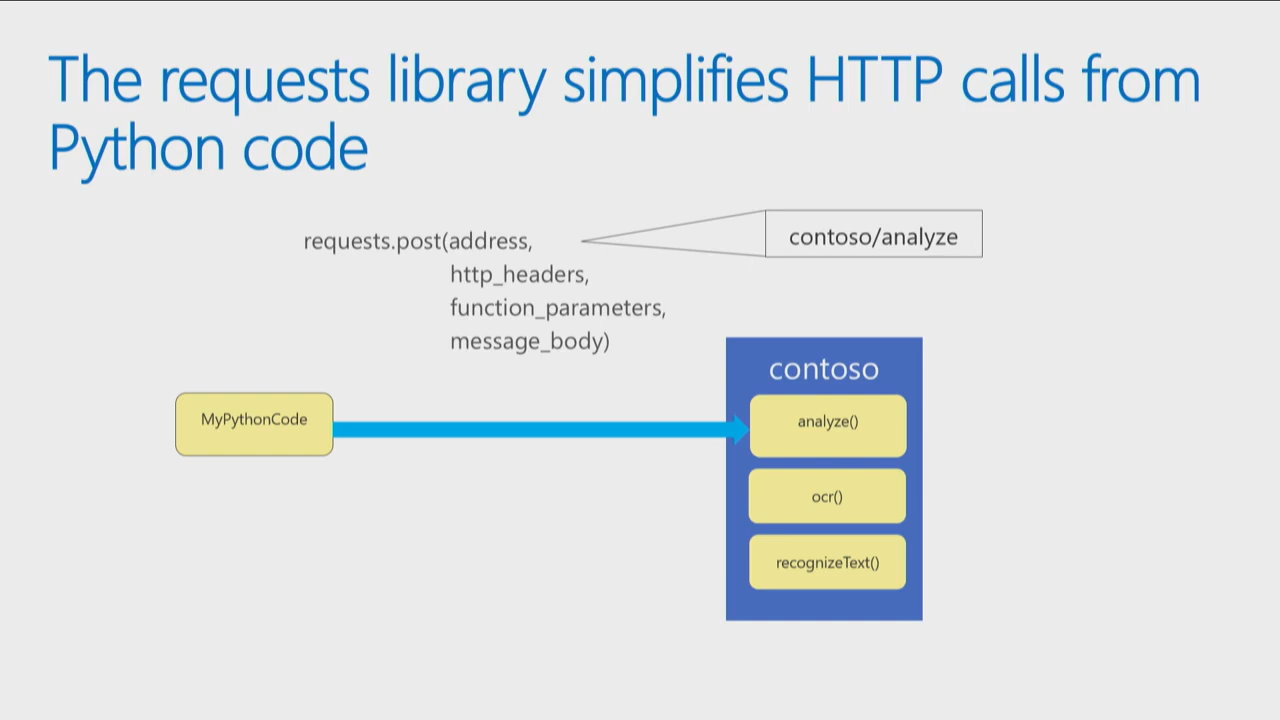 The requests library simplifies HTTP calls from
Python code
requests.post(address,
http_headers,
function_parameters,
message_body)
contoso/analyze
contoso
MyPythonCode
analyze()
ocr()
recognizeText()